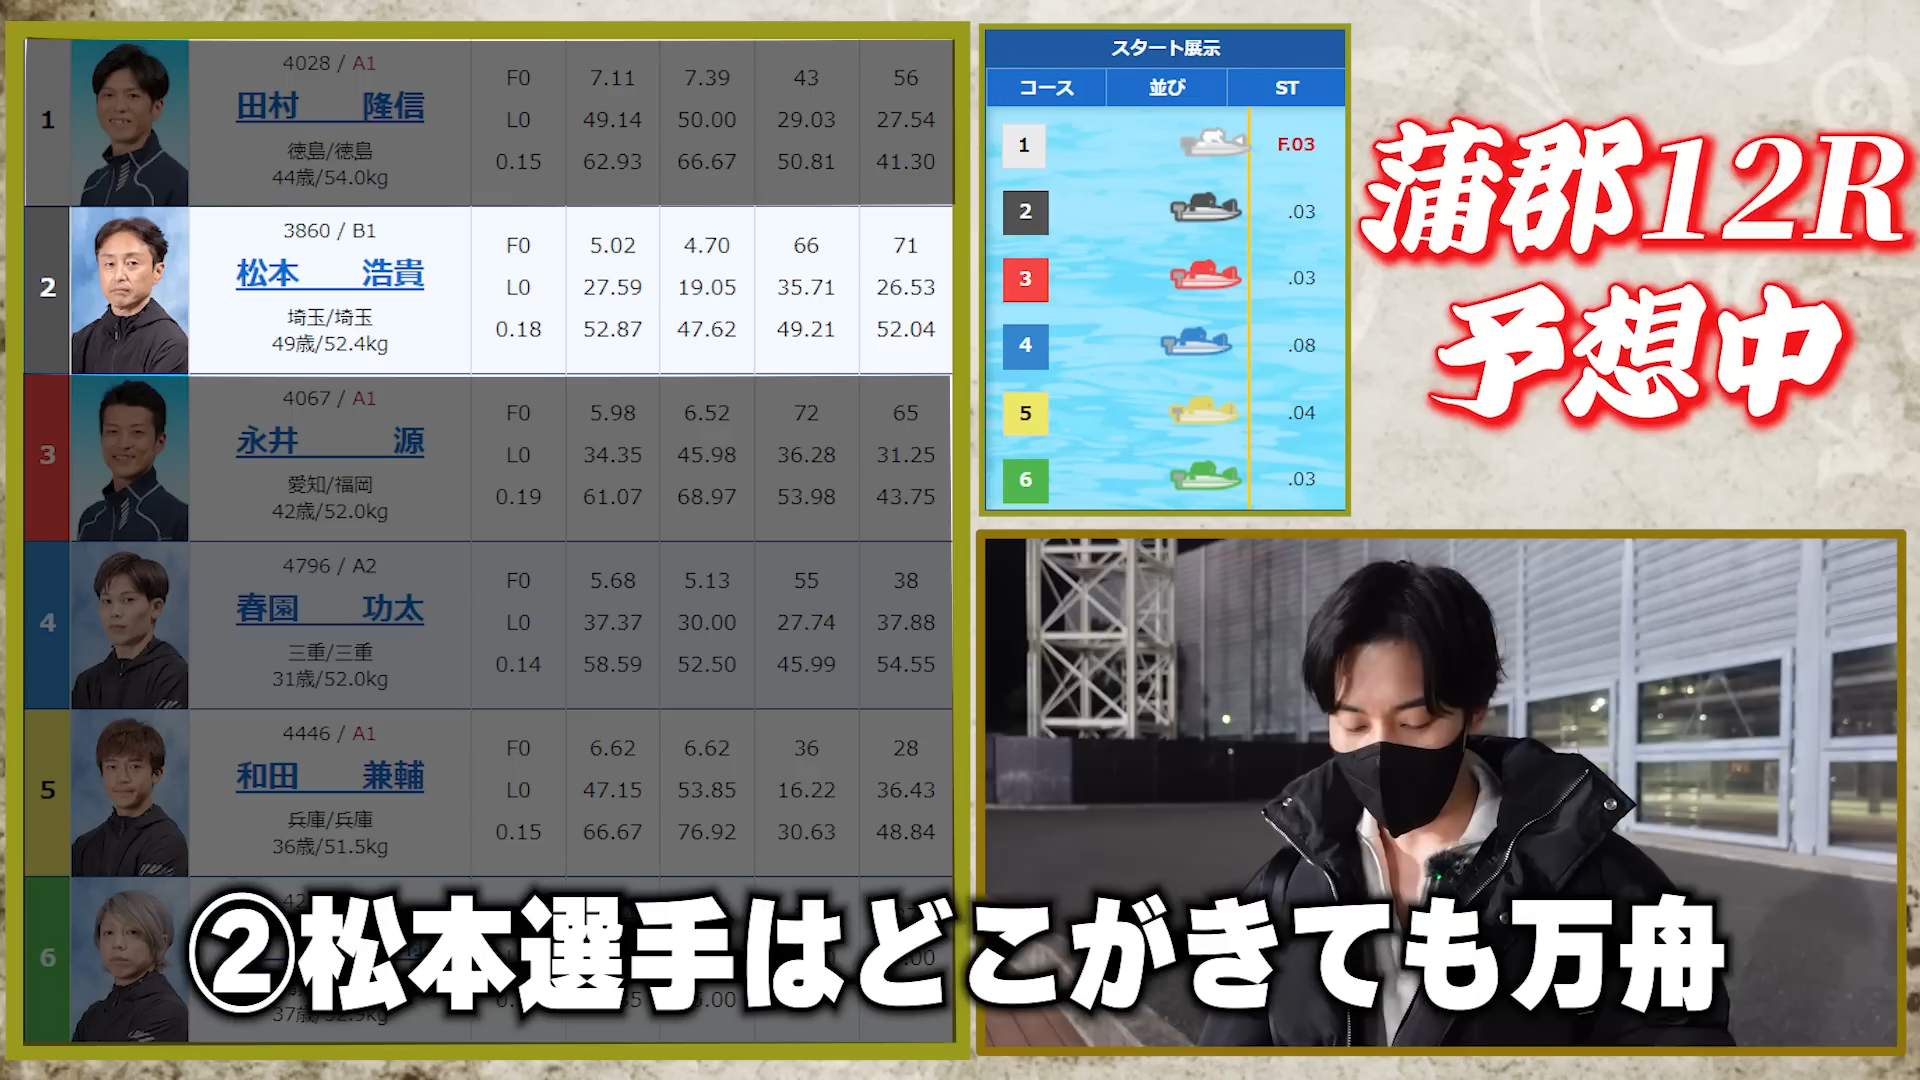 1
4028 / A1
田村 隆信
徳島/徳島
44歳/54.0kg
F0 7.11 7.39 43 56
L0 49.14 50.00 29.03 27.54
0.15 62.93 66.67 50.81 41.30
2
3860 / B1
松本 浩貴
埼玉/埼玉
49歳/52.4kg
F0 5.02 4.70 66 71
L0 27.59 19.05 35.71 26.53
0.18 52.87 47.62 49.21 52.04
3
4067 / A1
永井 源
愛知/福岡
42歳/52.0kg
F0 5.98 6.52 72 65
L0 34.35 45.98 36.28 31.25
0.19 61.07 68.97 53.98 43.75
4
4796 / A2
春園 功太
三重/三重
31歳/52.0kg
F0 5.68 5.13 55 38
L0 37.37 30.00 27.74 37.88
0.14 58.59 52.50 45.99 54.55
5
4446 / A1
和田 兼輔
兵庫/兵庫
36歳/51.5kg
F0 6.62 6.62 36 28
L0 47.15 53.85 16.22 36.43
0.15 66.67 76.92 30.63 48.84
6
37歳/52.9kg
スタート展示
コース 並び ST
1 F.03
2 .03
3 .03
4 .08
5 .04
6 .03
蒲郡12R
予想中
②松本選手はどこがきても万舟